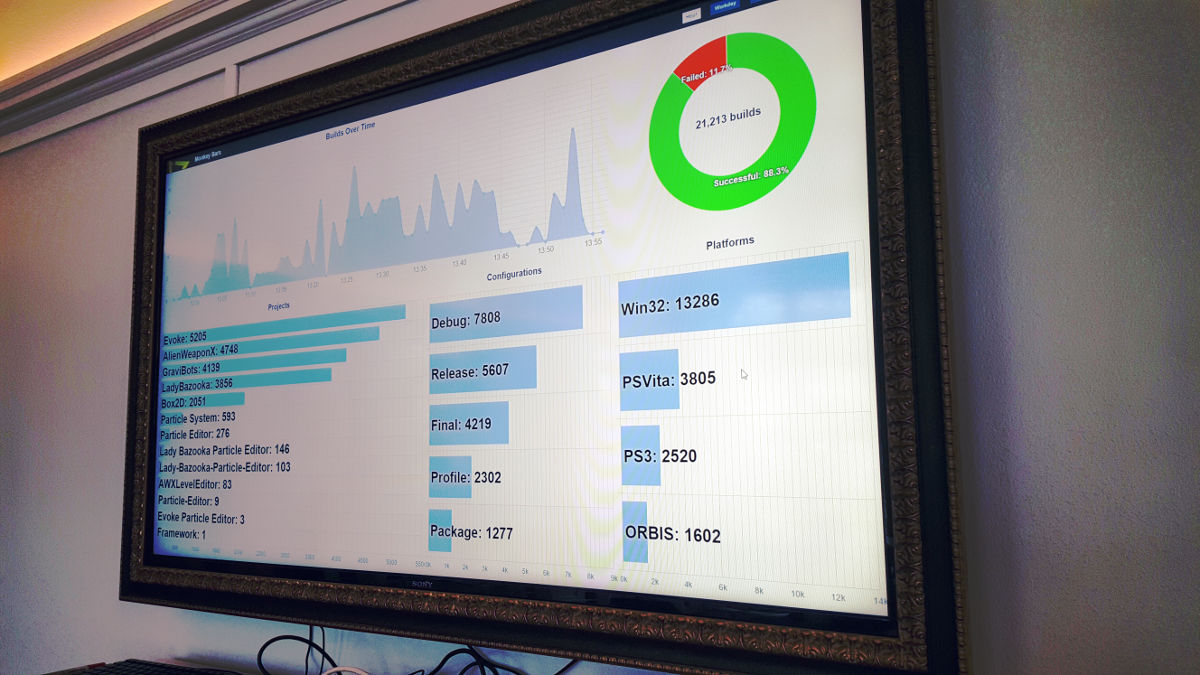 Workday
Monkey Barn
Builds Over Time
Failed: 11.7%
21,213 builds
Successful: 88.3%
13:20
13:25
13:30
13:35
13:40
13:45
13:50
13:55
Projects
Evoke: 5205
AlienWeaponX: 4748
GraviBots: 4139
LadyBazooka: 3856
Box2D: 2051
Particle System: 593
Particle Editor: 276
Lady Bazooka Particle Editor: 146
Lady-Bazooka-Particle-Editor: 103
AWXLevelEditor: 83
Particle-Editor: 9
Evoke Particle Editor: 3
Framework: 1
Configurations
Debug: 7808
Release: 5607
Final: 4219
Profile: 2302
Package: 1277
0k 1k 2k 3k 4k 5k 6k 7k 8k 9k
Platforms
Win32: 13286
PSVita: 3805
PS3: 2520
ORBIS: 1602
0k 2k 4k 6k 8k 10k 12k 14k
SONY